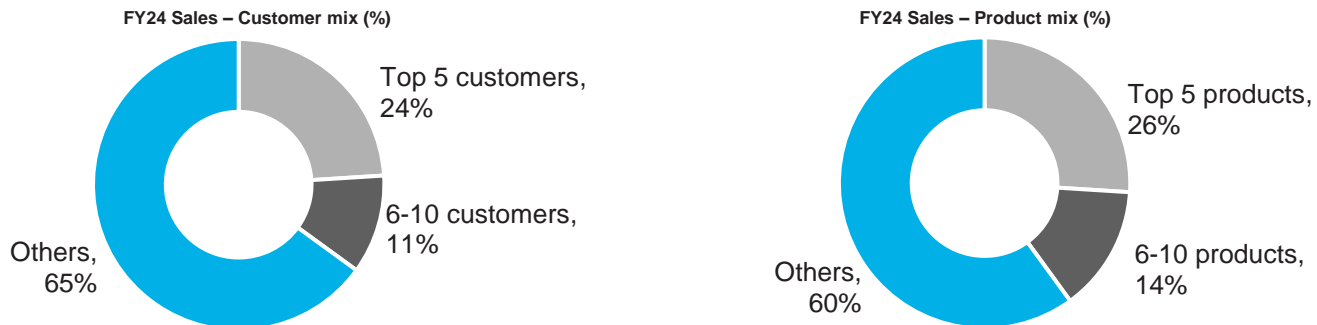 FY24 Sales – Customer mix (%)
Top 5 customers,
24%
6-10 customers,
11%
Others,
65%
FY24 Sales – Product mix (%)
Top 5 products,
26%
6-10 products,
14%
Others,
60%